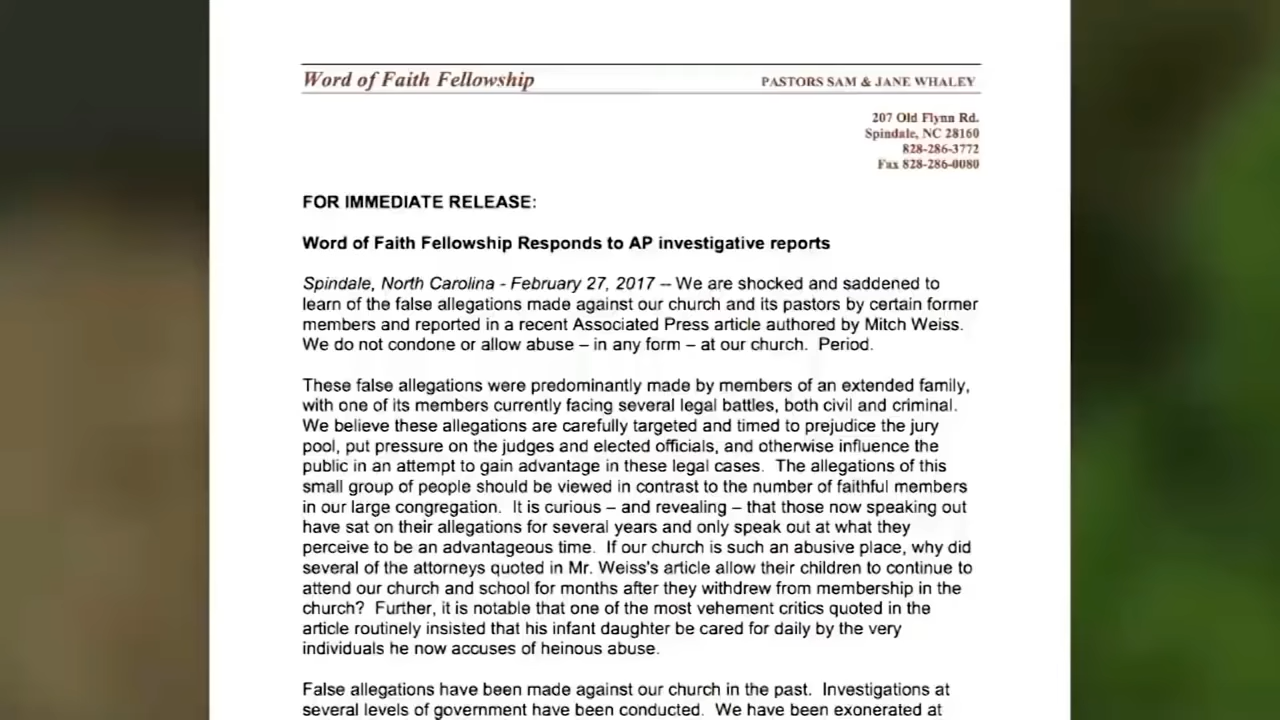 Word of Faith Fellowship PASTORS SAM & JANE WHALEY
207 Old Flynn Rd.
Spindale, NC 28160
828-286-3772
Fax 828-286-0080
FOR IMMEDIATE RELEASE:
Word of Faith Fellowship Responds to AP investigative reports
Spindale, North Carolina - February 27, 2017 -- We are shocked and saddened to
learn of the false allegations made against our church and its pastors by certain former
members and reported in a recent Associated Press article authored by Mitch Weiss.
We do not condone or allow abuse – in any form – at our church. Period.
These false allegations were predominantly made by members of an extended family,
with one of its members currently facing several legal battles, both civil and criminal.
We believe these allegations are carefully targeted and timed to prejudice the jury
pool, put pressure on the judges and elected officials, and otherwise influence the
public in an attempt to gain advantage in these legal cases. The allegations of this
small group of people should be viewed in contrast to the number of faithful members
in our large congregation. It is curious – and revealing – that those now speaking out
have sat on their allegations for several years and only speak out at what they
perceive to be an advantageous time. If our church is such an abusive place, why did
several of the attorneys quoted in Mr. Weiss's article allow their children to continue to
attend our church and school for months after they withdrew from membership in the
church? Further, it is notable that one of the most vehement critics quoted in the
article routinely insisted that his infant daughter be cared for daily by the very
individuals he now accuses of heinous abuse.
False allegations have been made against our church in the past. Investigations at
several levels of government have been conducted. We have been exonerated at